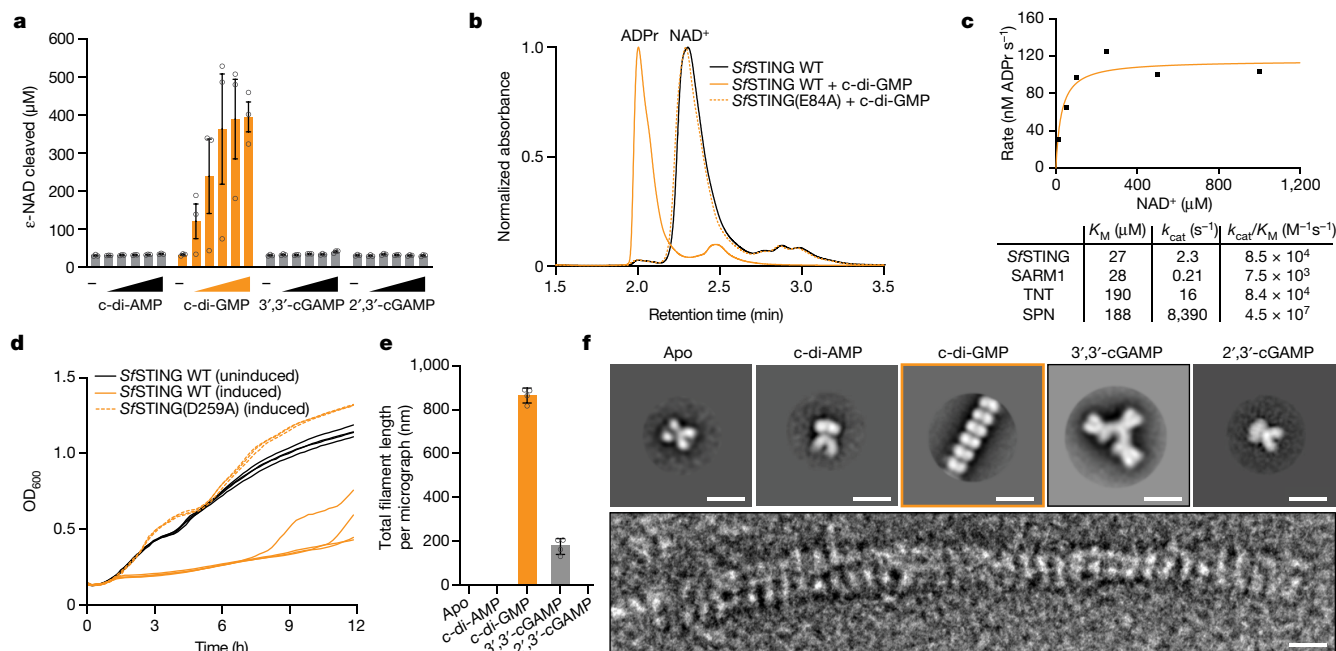 a
ε-NAD cleaved (μM)
600
500
400
300
200
100
0
–
–
–
–
c-di-AMP
c-di-GMP
3′,3′-cGAMP
2′,3′-cGAMP
b
Normalized absorbance
1.0
0.5
0
ADPr
NAD⁺
SfSTING WT
SfSTING WT + c-di-GMP
SfSTING(E84A) + c-di-GMP
1.5
2.0
2.5
3.0
3.5
Retention time (min)
c
Rate (nM ADPr s⁻¹)
160
120
80
40
0
0
400
800
1,200
NAD⁺ (μM)
K_M (μM) k_cat (s⁻¹) k_cat/K_M (M⁻¹s⁻¹)
SfSTING 27 2.3 8.5 × 10⁴
SARM1 28 0.21 7.5 × 10³
TNT 190 16 8.4 × 10⁴
SPN 188 8,390 4.5 × 10⁷
d
OD₆₀₀
1.5
1.0
0.5
0
SfSTING WT (uninduced)
SfSTING WT (induced)
SfSTING(D259A) (induced)
0
3
6
9
12
Time (h)
e
Total filament length
per micrograph (nm)
1,000
800
600
400
200
0
Apo
c-di-AMP
c-di-GMP
3′,3′-cGAMP
2′,3′-cGAMP
f
Apo
c-di-AMP
c-di-GMP
3′,3′-cGAMP
2′,3′-cGAMP